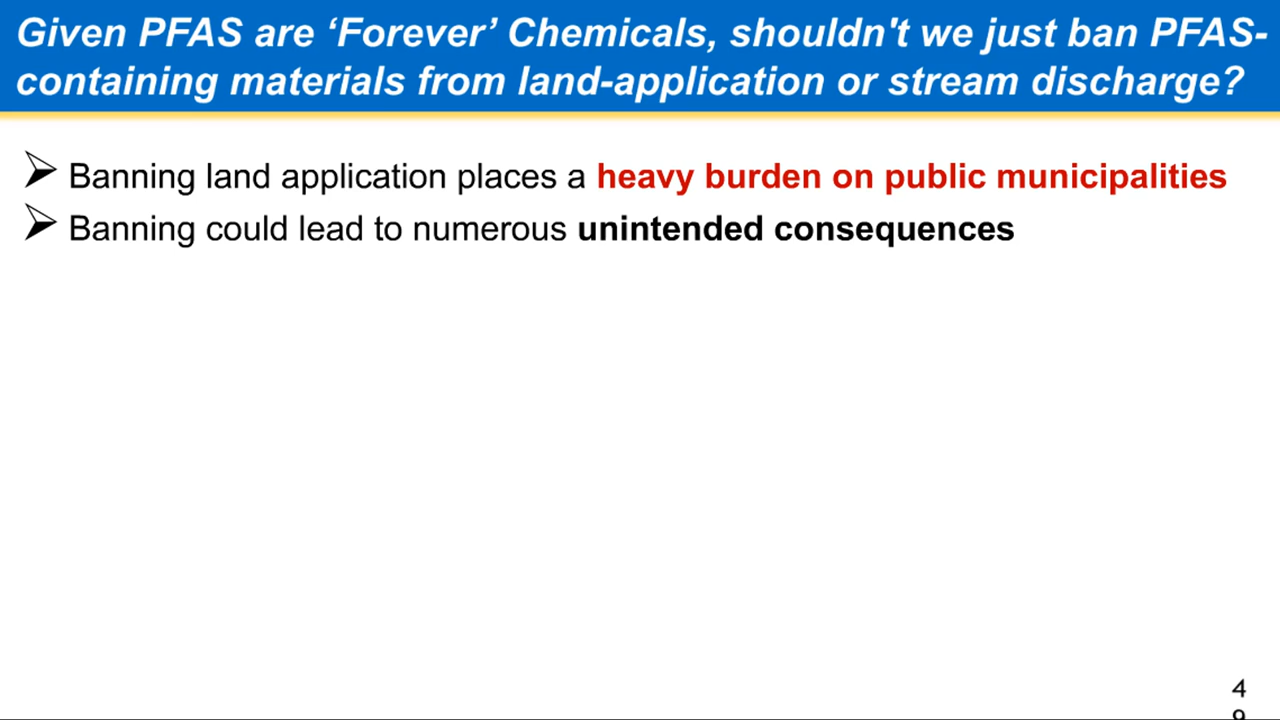 Given PFAS are ‘Forever’ Chemicals, shouldn't we just ban PFAS-
containing materials from land-application or stream discharge?
Banning land application places a heavy burden on public municipalities
Banning could lead to numerous unintended consequences
4
9